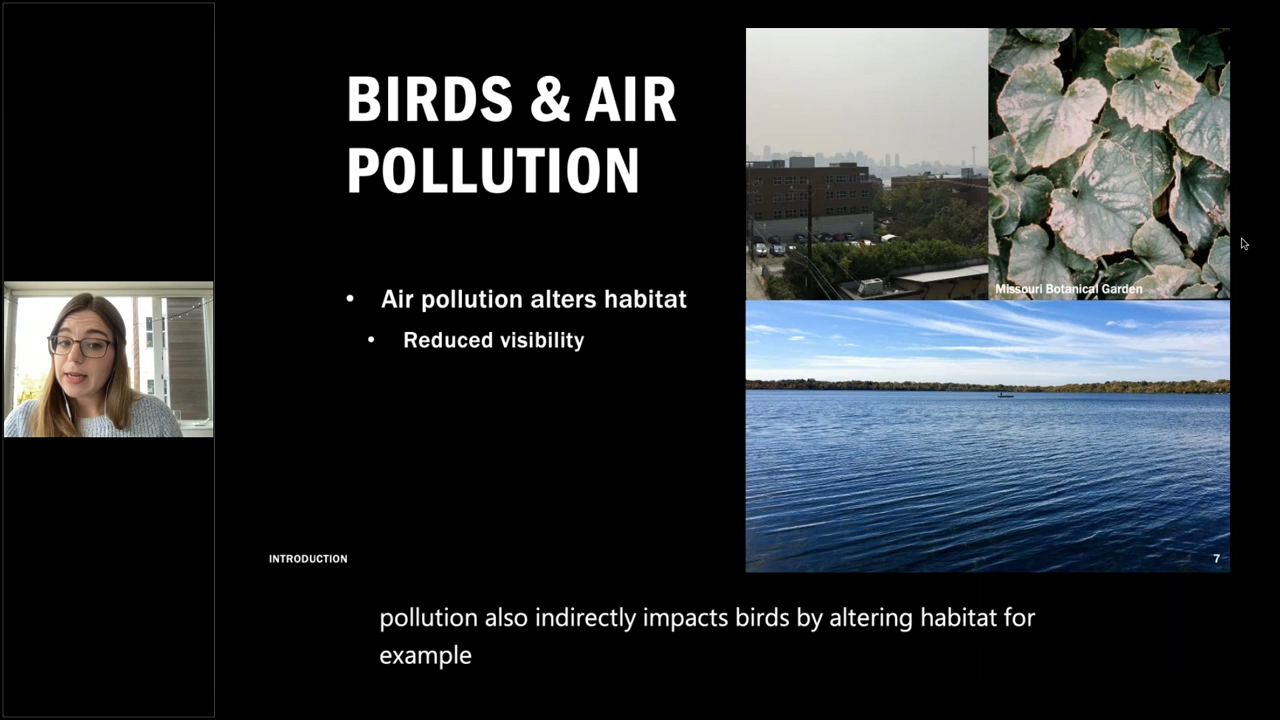 BIRDS & AIR
POLLUTION
• Air pollution alters habitat
• Reduced visibility
Missouri Botanical Garden
INTRODUCTION
7
pollution also indirectly impacts birds by altering habitat for
example